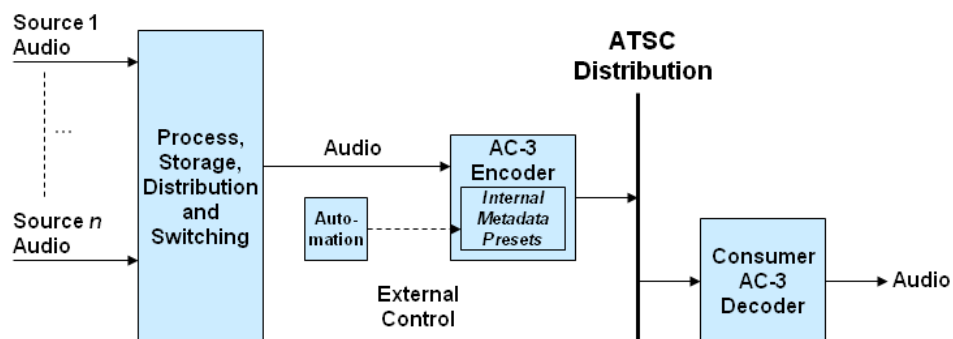 Source 1
Audio
...
Source n
Audio
Process,
Storage,
Distribution
and
Switching
Audio
Auto-
mation
External
Control
AC-3
Encoder
Internal
Metadata
Presets
ATSC
Distribution
Consumer
AC-3
Decoder
Audio